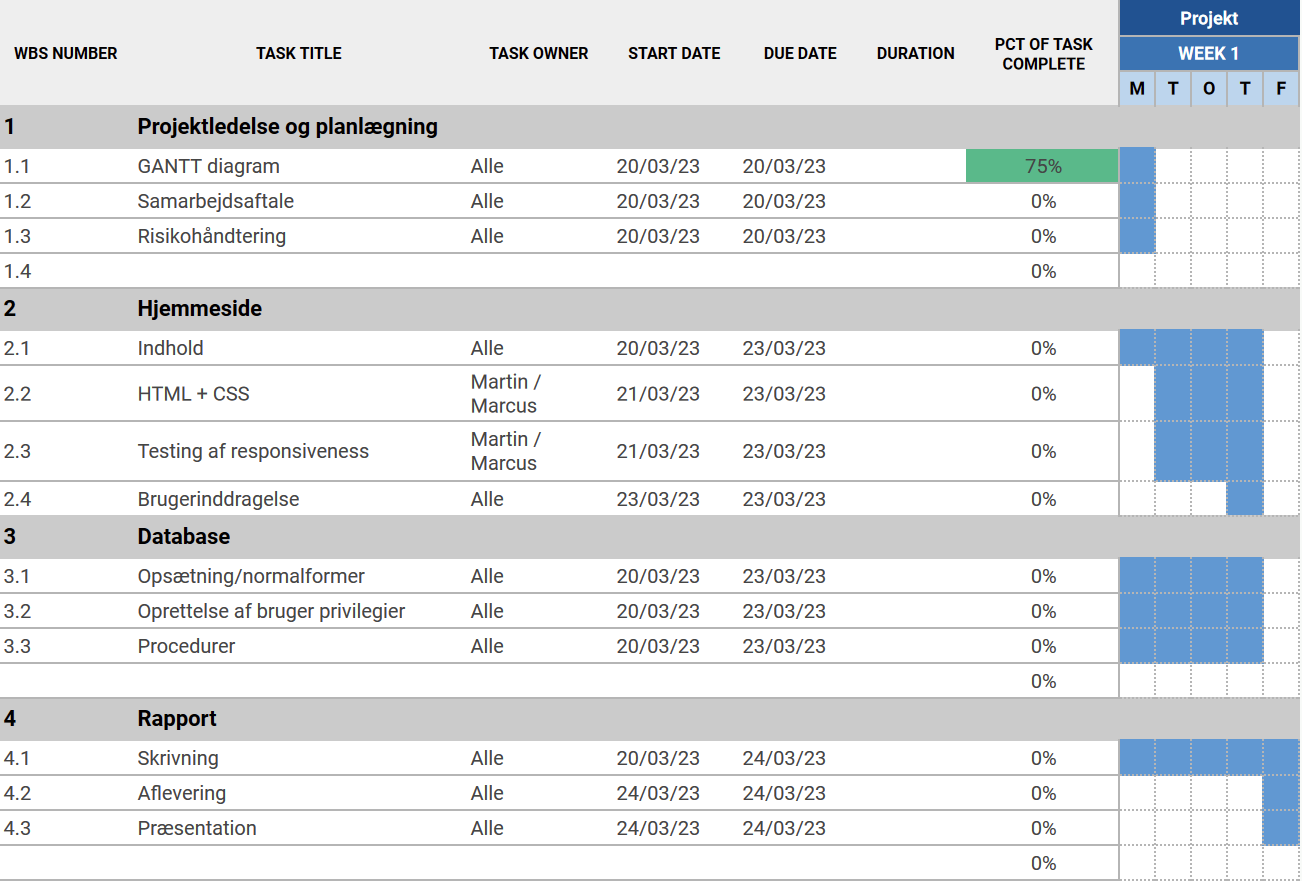 Projekt
WBS NUMBER TASK TITLE TASK OWNER START DATE DUE DATE DURATION PCT OF TASK COMPLETE WEEK 1
M T O T F
1 Projektledelse og planlægning
1.1 GANTT diagram Alle 20/03/23 20/03/23 75%
1.2 Samarbejdsaftale Alle 20/03/23 20/03/23 0%
1.3 Risikohåndtering Alle 20/03/23 20/03/23 0%
1.4 0%
2 Hjemmeside
2.1 Indhold Alle 20/03/23 23/03/23 0%
2.2 HTML + CSS Martin / Marcus 21/03/23 23/03/23 0%
2.3 Testing af responsiveness Martin / Marcus 21/03/23 23/03/23 0%
2.4 Brugerinddragelse Alle 23/03/23 23/03/23 0%
3 Database
3.1 Opsætning/normalformer Alle 20/03/23 23/03/23 0%
3.2 Oprettelse af bruger privilegier Alle 20/03/23 23/03/23 0%
3.3 Procedurer Alle 20/03/23 23/03/23 0%
0%
4 Rapport
4.1 Skrivning Alle 20/03/23 24/03/23 0%
4.2 Aflevering Alle 24/03/23 24/03/23 0%
4.3 Præsentation Alle 24/03/23 24/03/23 0%
0%